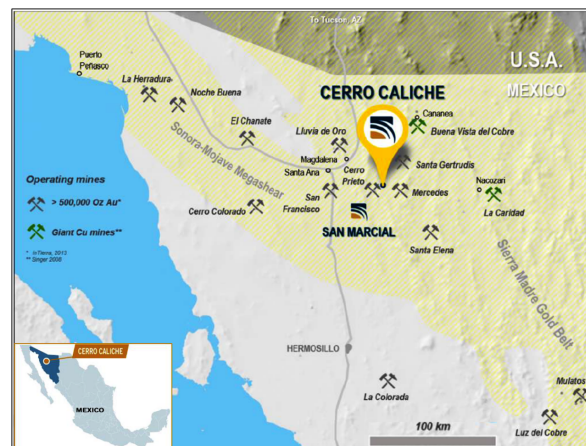 To Tucson, AZ
U.S.A.
MEXICO
Puerto
Peñasco
La Herradura
Noche Buena
CERRO CALICHE
El Chanate
Lluvia de Oro
Cananea
Buena Vista del Cobre
Sonora-Mojave Megashear
Magdalena
Santa Ana
Cerro
Prieto
Santa Gertrudis
Operating mines
> 500,000 Oz Au*
Giant Cu mines**
* InTierra, 2013
** Singer 2008
Cerro Colorado
San
Francisco
Mercedes
Nacozari
La Caridad
SAN MARCIAL
Santa Elena
Sierra Madre Gold Belt
HERMOSILLO
CERRO CALICHE
MEXICO
La Colorada
Mulatos
Luz del Cobre
100 km